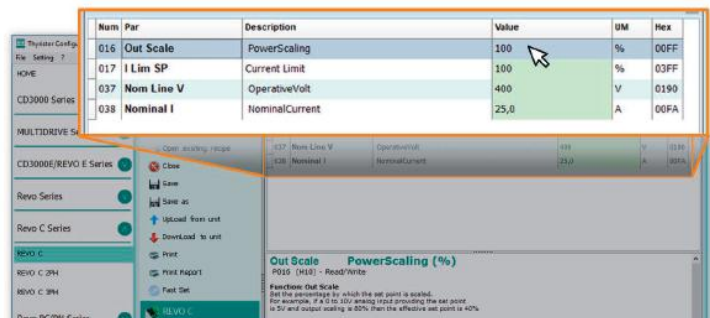 Num Par Description Value UM Hex
016 Out Scale PowerScaling 100 % 00FF
017 I Lim SP Current Limit 100 % 03FF
037 Nom Line V OperativeVolt 400 V 0190
038 Nominal I NominalCurrent 25,0 A 00FA
Thyristor Configu
File Setting ?
HOME
CD3000 Series
MULTIDRIVE Se
CD3000E/REVO E Series
Revo Series
Revo C Series
REVO C
REVO C 2PH
REVO C 3PH
Open existing recipe
Close
Save
Save as
UpLoad from unit
DownLoad to unit
Print
Print Report
Fast Set
REVO C
037 Nom Line V OperativeVolt 400 V 0190
038 Nominal I NominalCurrent 25,0 A 00FA
Out Scale PowerScaling (%)
P016 (H10) - Read/Write
Function: Out Scale
Set the percentage by which the set point is scaled.
For example, if a 0 to 10V analog input providing the set point
is 5V and output scaling is 80% then the effective set point is 40%